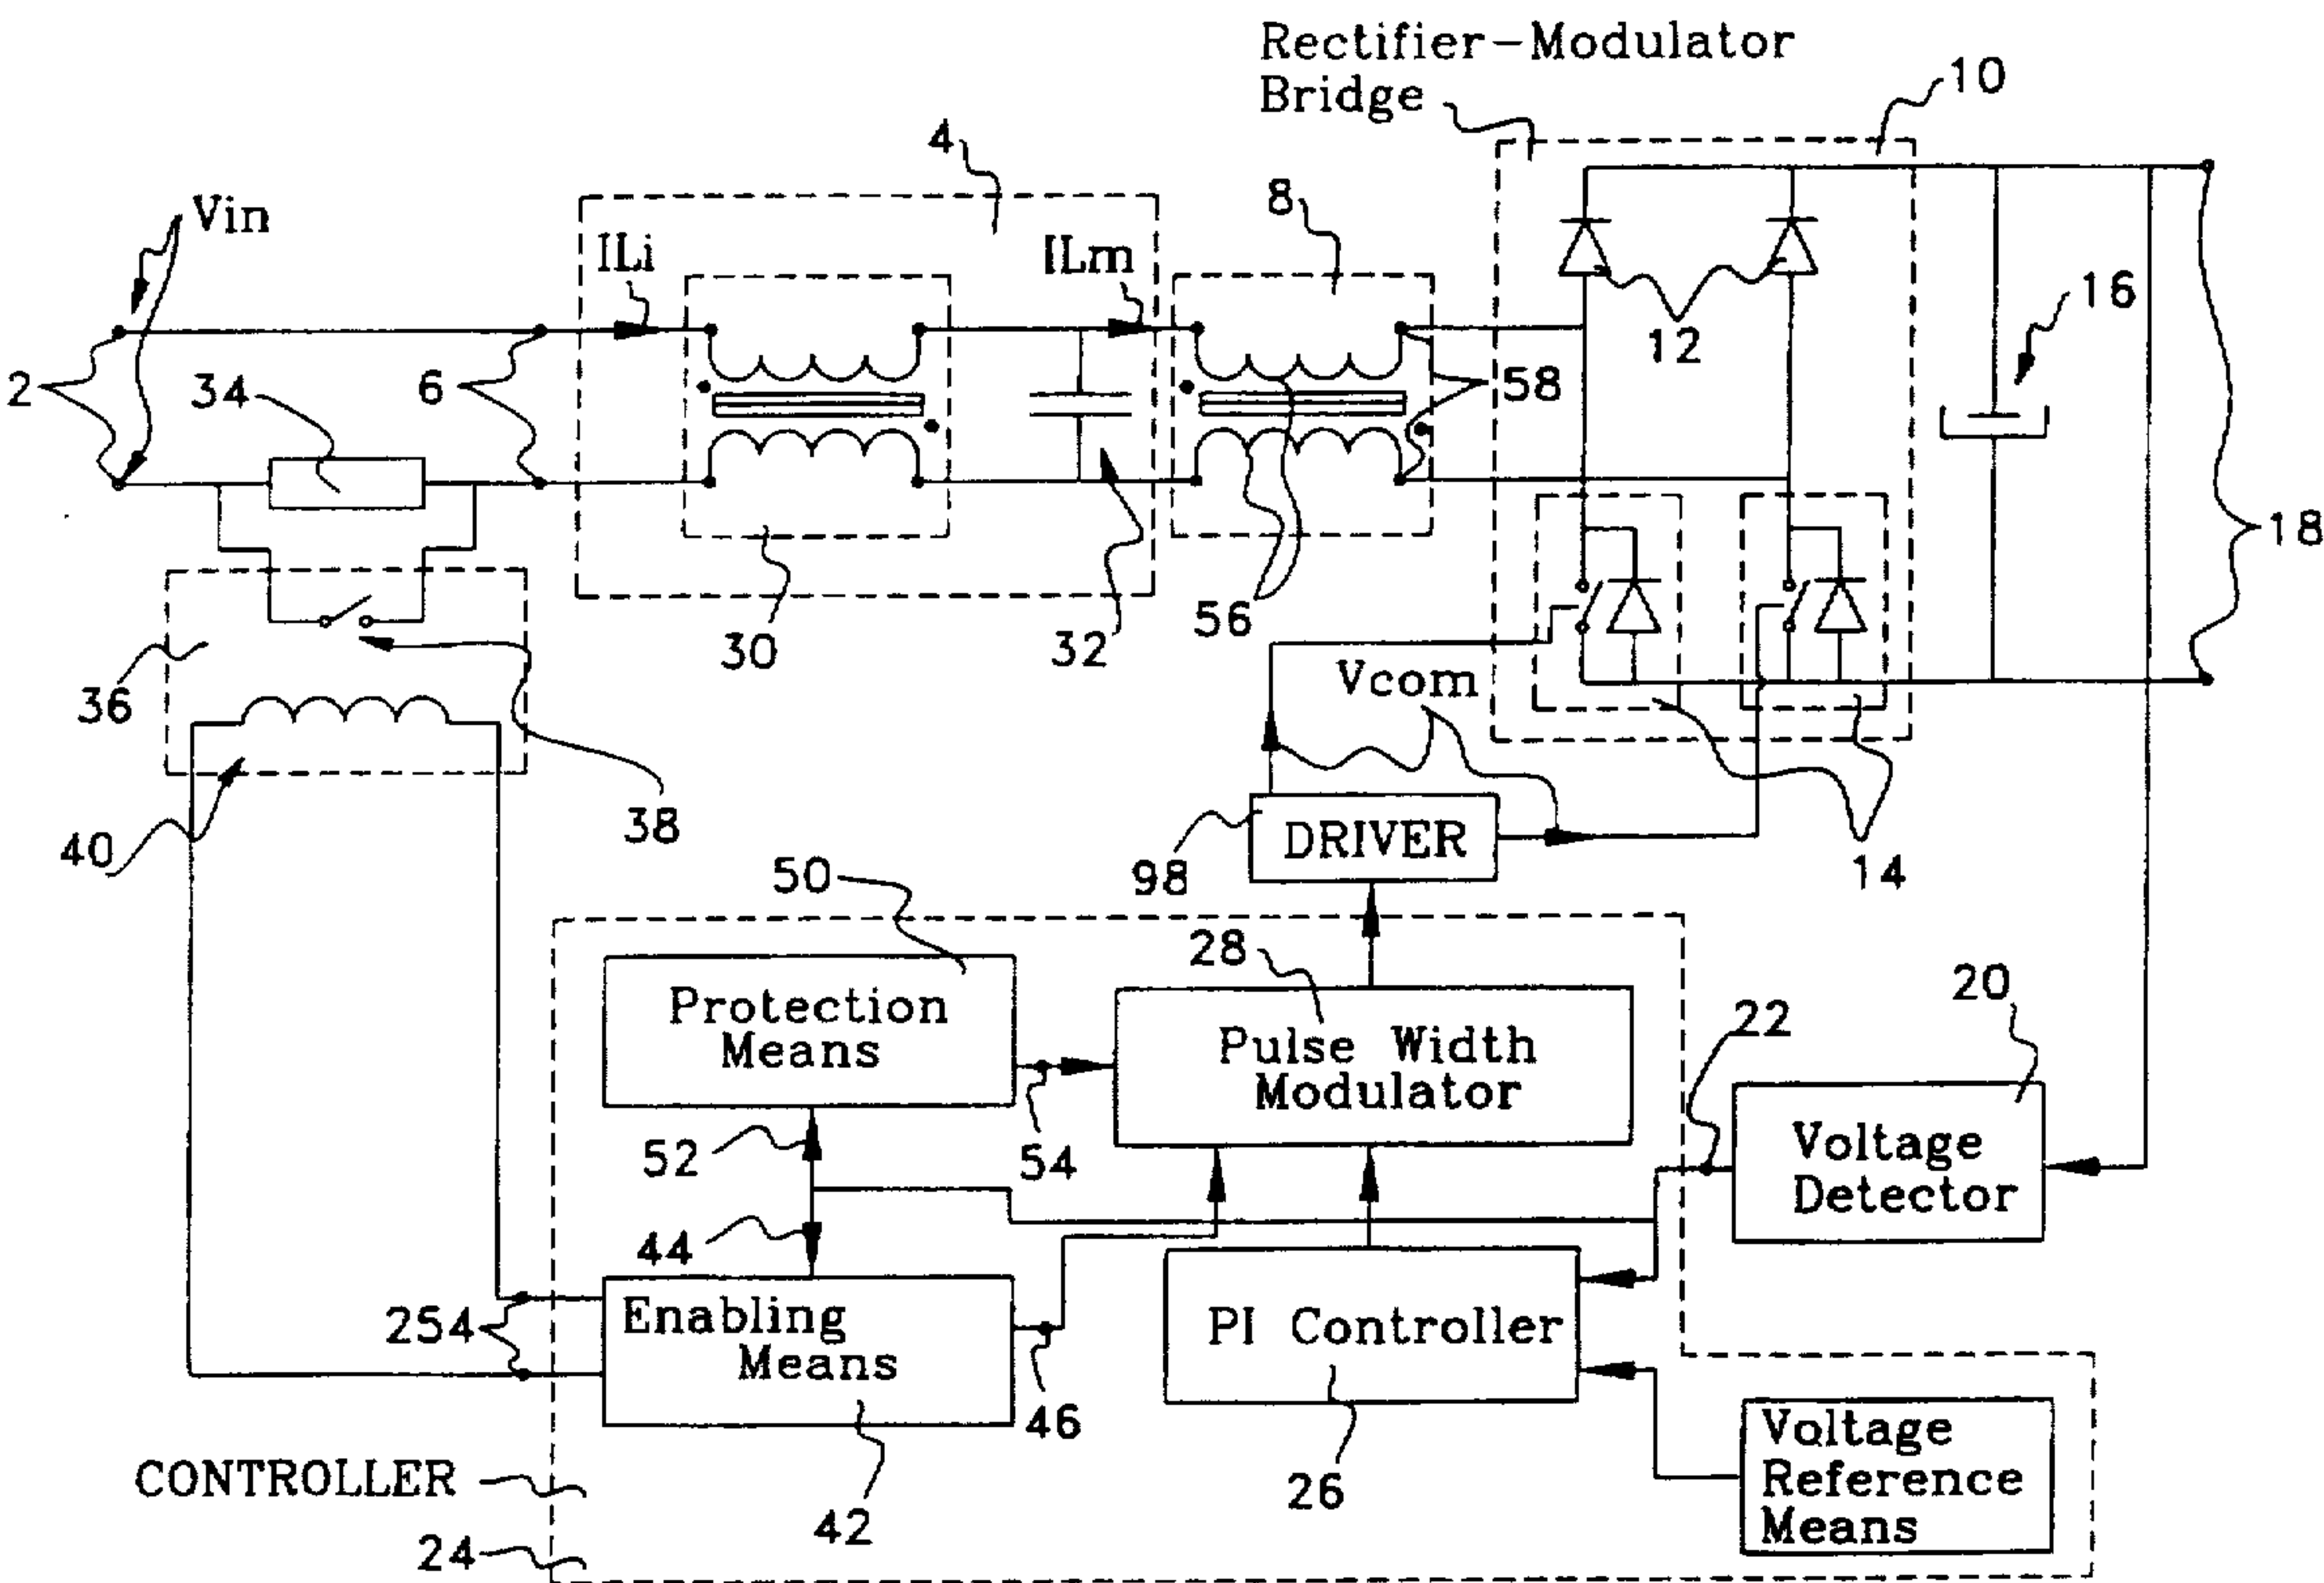 Rectifier-Modulator
Bridge
10
4
Vin
8
ILi
ILm
16
12
2
34
6
58
18
56
30
32
36
Vcom
38
40
DRIVER
98
14
50
28
20
Protection
Means
22
Pulse Width
Modulator
52
54
Voltage
Detector
44
254
Enabling
Means
PI Controller
46
Voltage
Reference
Means
CONTROLLER
26
42
24